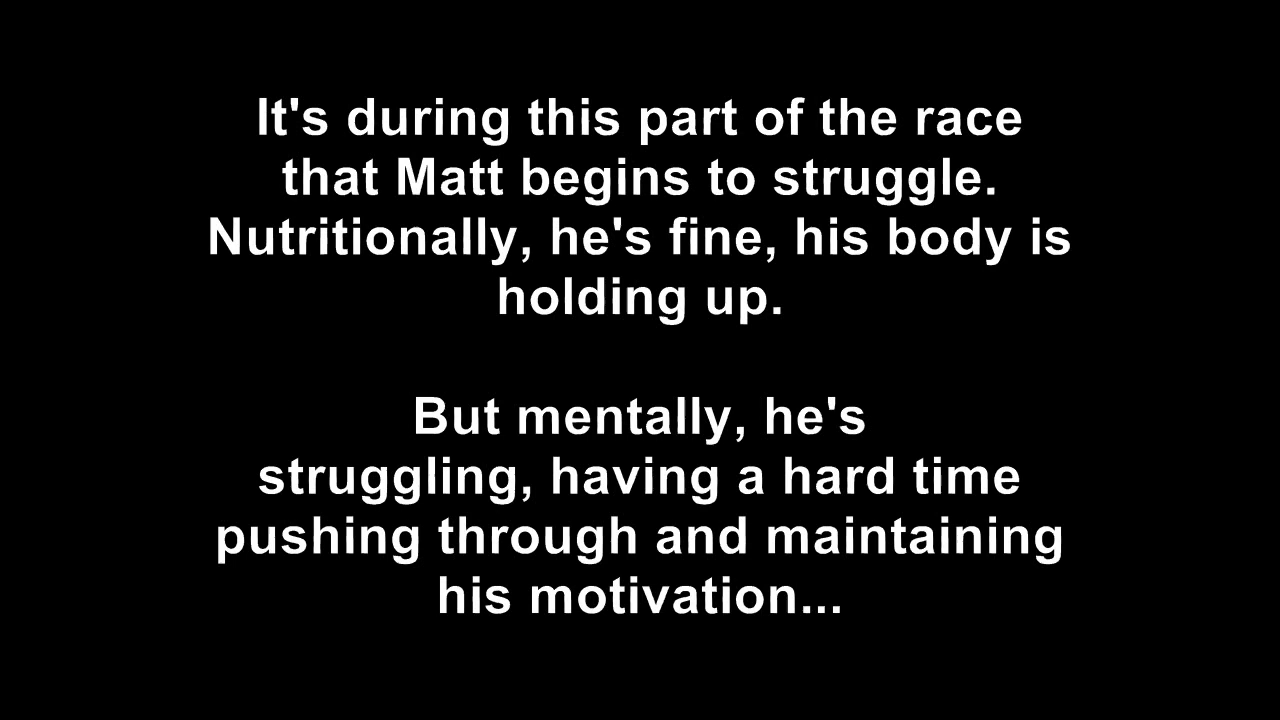 It's during this part of the race
that Matt begins to struggle.
Nutritionally, he's fine, his body is
holding up.
But mentally, he's
struggling, having a hard time
pushing through and maintaining
his motivation...